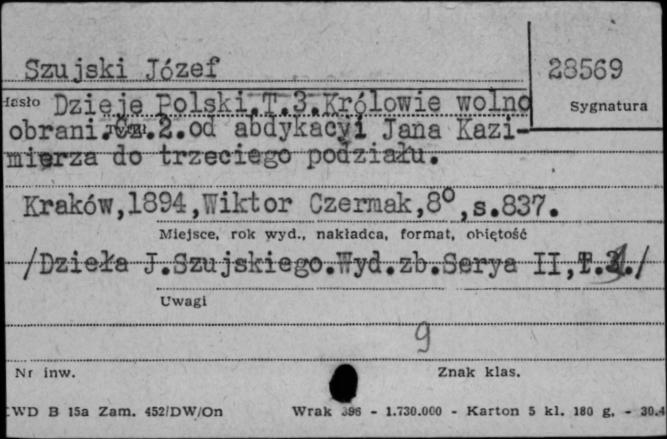 Szujski Józef
28569
Hasło Dzieje Polski.T.3.Królowie wolno
Sygnatura
obrani. 2.od abdykacyi Jana Kazi-
mierza do trzeciego podziału.
Kraków,1894,Wiktor Czermak,8°,s.837.
Miejsce, rok wyd., nakładca, format, objętość
/Dzieła J.Szujskiego.Wyd.zb.Serya II,T. ./
Uwagi
9
Nr inw.
Znak klas.
WD B 15a Zam. 452/DW/On
Wrak 396 - 1.730.000 - Karton 5 kl. 180 g. - 30.4